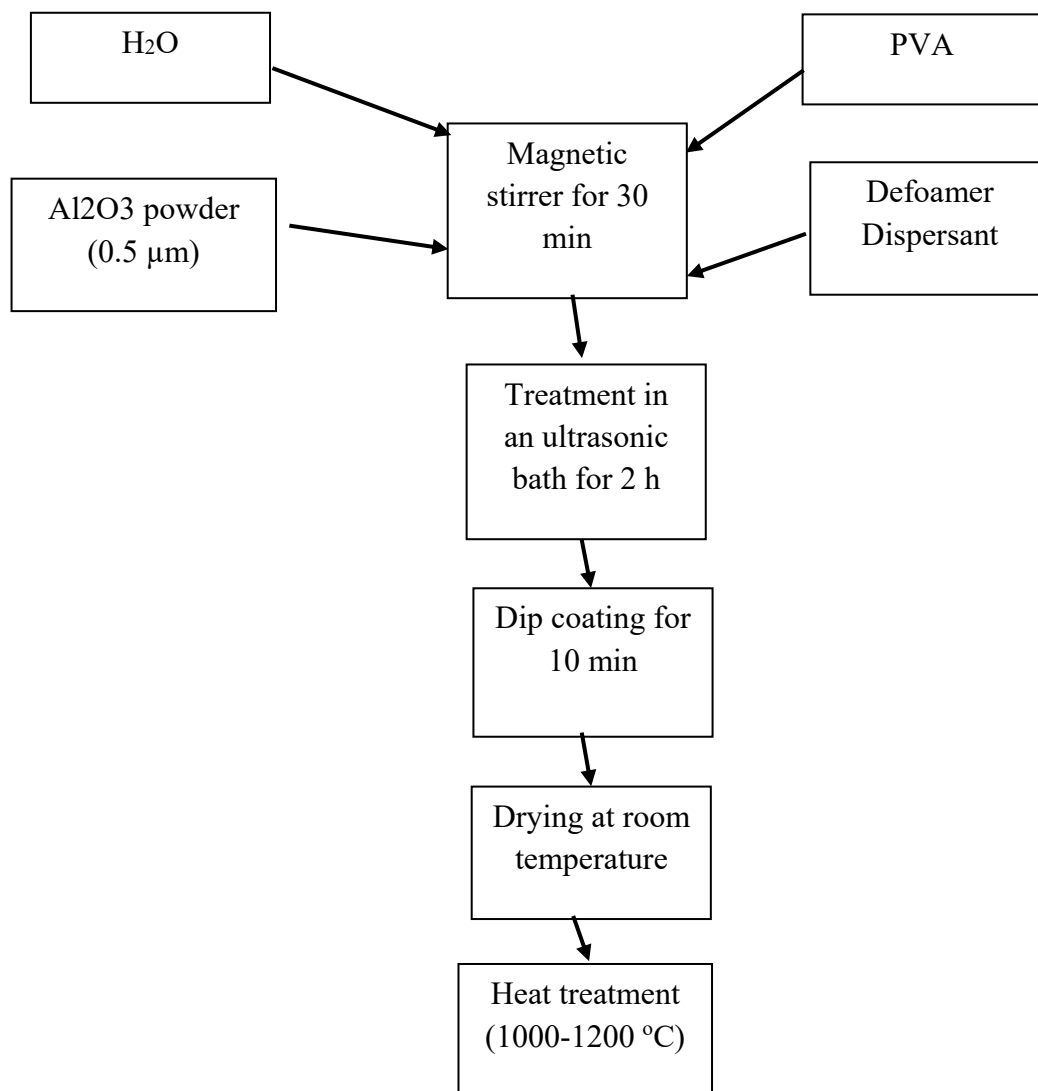 H₂O
PVA
Magnetic
stirrer for 30
min
Al2O3 powder
(0.5 µm)
Defoamer
Dispersant
Treatment in
an ultrasonic
bath for 2 h
Dip coating for
10 min
Drying at room
temperature
Heat treatment
(1000-1200 ºC)